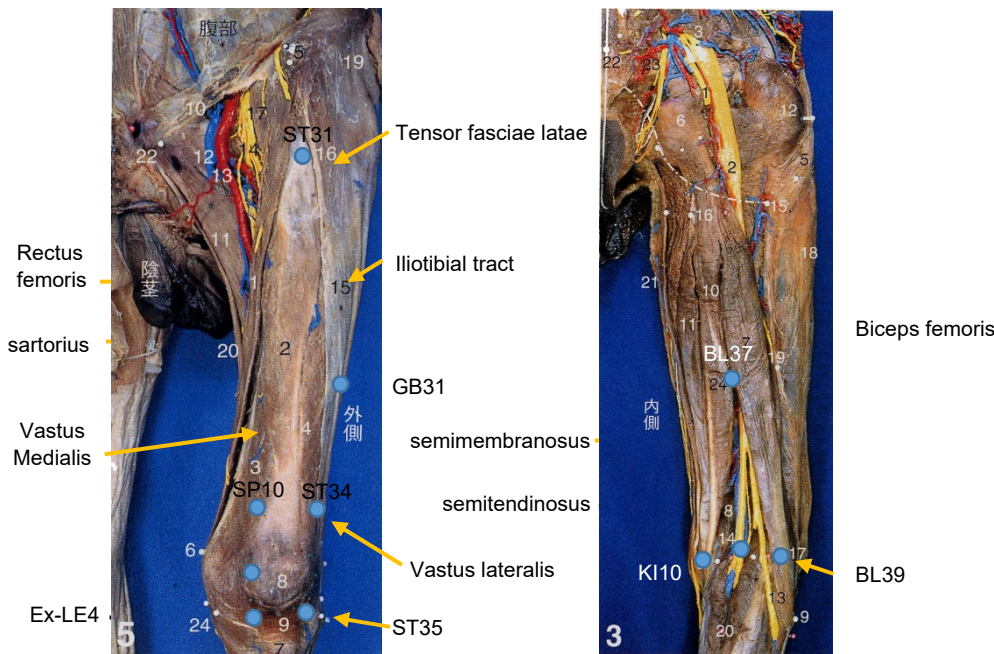 腹部
5
19
10
17
ST31
Tensor fasciae latae
14
16
22
12
13
Rectus
femoris
11
陰茎
1
Iliotibial tract
15
sartorius
20
2
GB31
外側
Vastus
Medialis
4
3
SP10
ST34
6
Vastus lateralis
8
Ex-LE4
24
9
ST35
5
7
3
22
23
1
12
6
2
5
15
16
18
21
10
11
Biceps femoris
7
BL37
19
24
内側
semimembranosus
semitendinosus
8
14
17
KI10
BL39
13
9
20
3